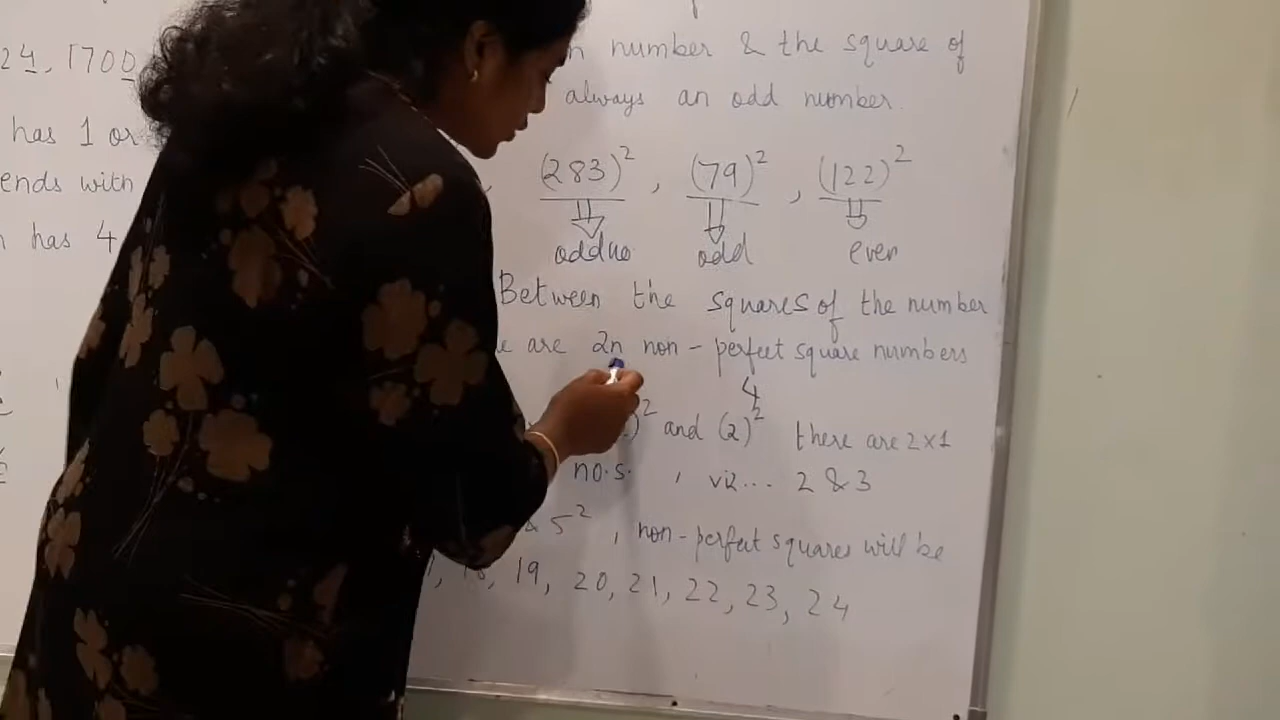 24, 1700
n number & the square of
has 1 or always an odd number.
ends with (283)², (79)², (122)²
has 4 odd no odd even
Between the squares of the number
are 2n non-perfect square numbers
4
)² and (2)² there are 2×1
no.s. , viz... 2 & 3
& 5², non-perfect squares will be
, 18, 19, 20, 21, 22, 23, 24